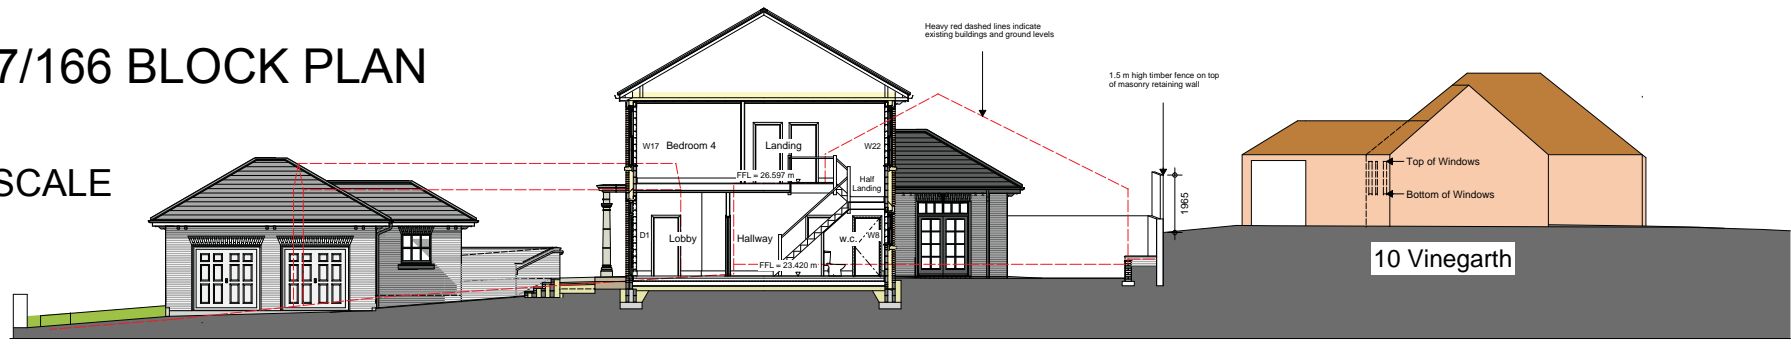 7/166 BLOCK PLAN
SCALE
Heavy red dashed lines indicate
existing buildings and ground levels
1.5 m high timber fence on top
of masonry retaining wall
W17
Bedroom 4
Landing
W22
FFL = 26.597 m
Half
Landing
D1
Lobby
Hallway
w.c.
W8
FFL = 23.420 m
1965
Top of Windows
Bottom of Windows
10 Vinegarth